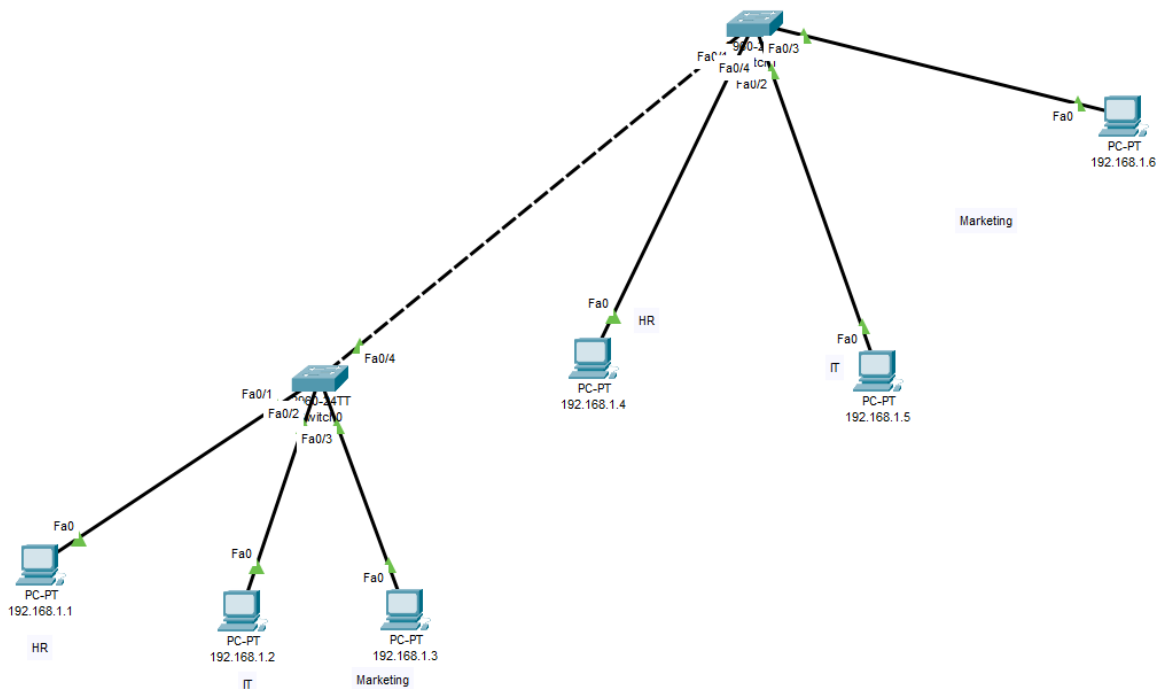 Fa0/3
Fa0/4
Fa0/2
Fa0
PC-PT
192.168.1.6
Marketing
Fa0
HR
PC-PT
192.168.1.4
Fa0
IT
PC-PT
192.168.1.5
Fa0/4
Fa0/1
Fa0/2
Fa0/3
Fa0
PC-PT
192.168.1.1
HR
Fa0
PC-PT
192.168.1.2
IT
Fa0
PC-PT
192.168.1.3
Marketing